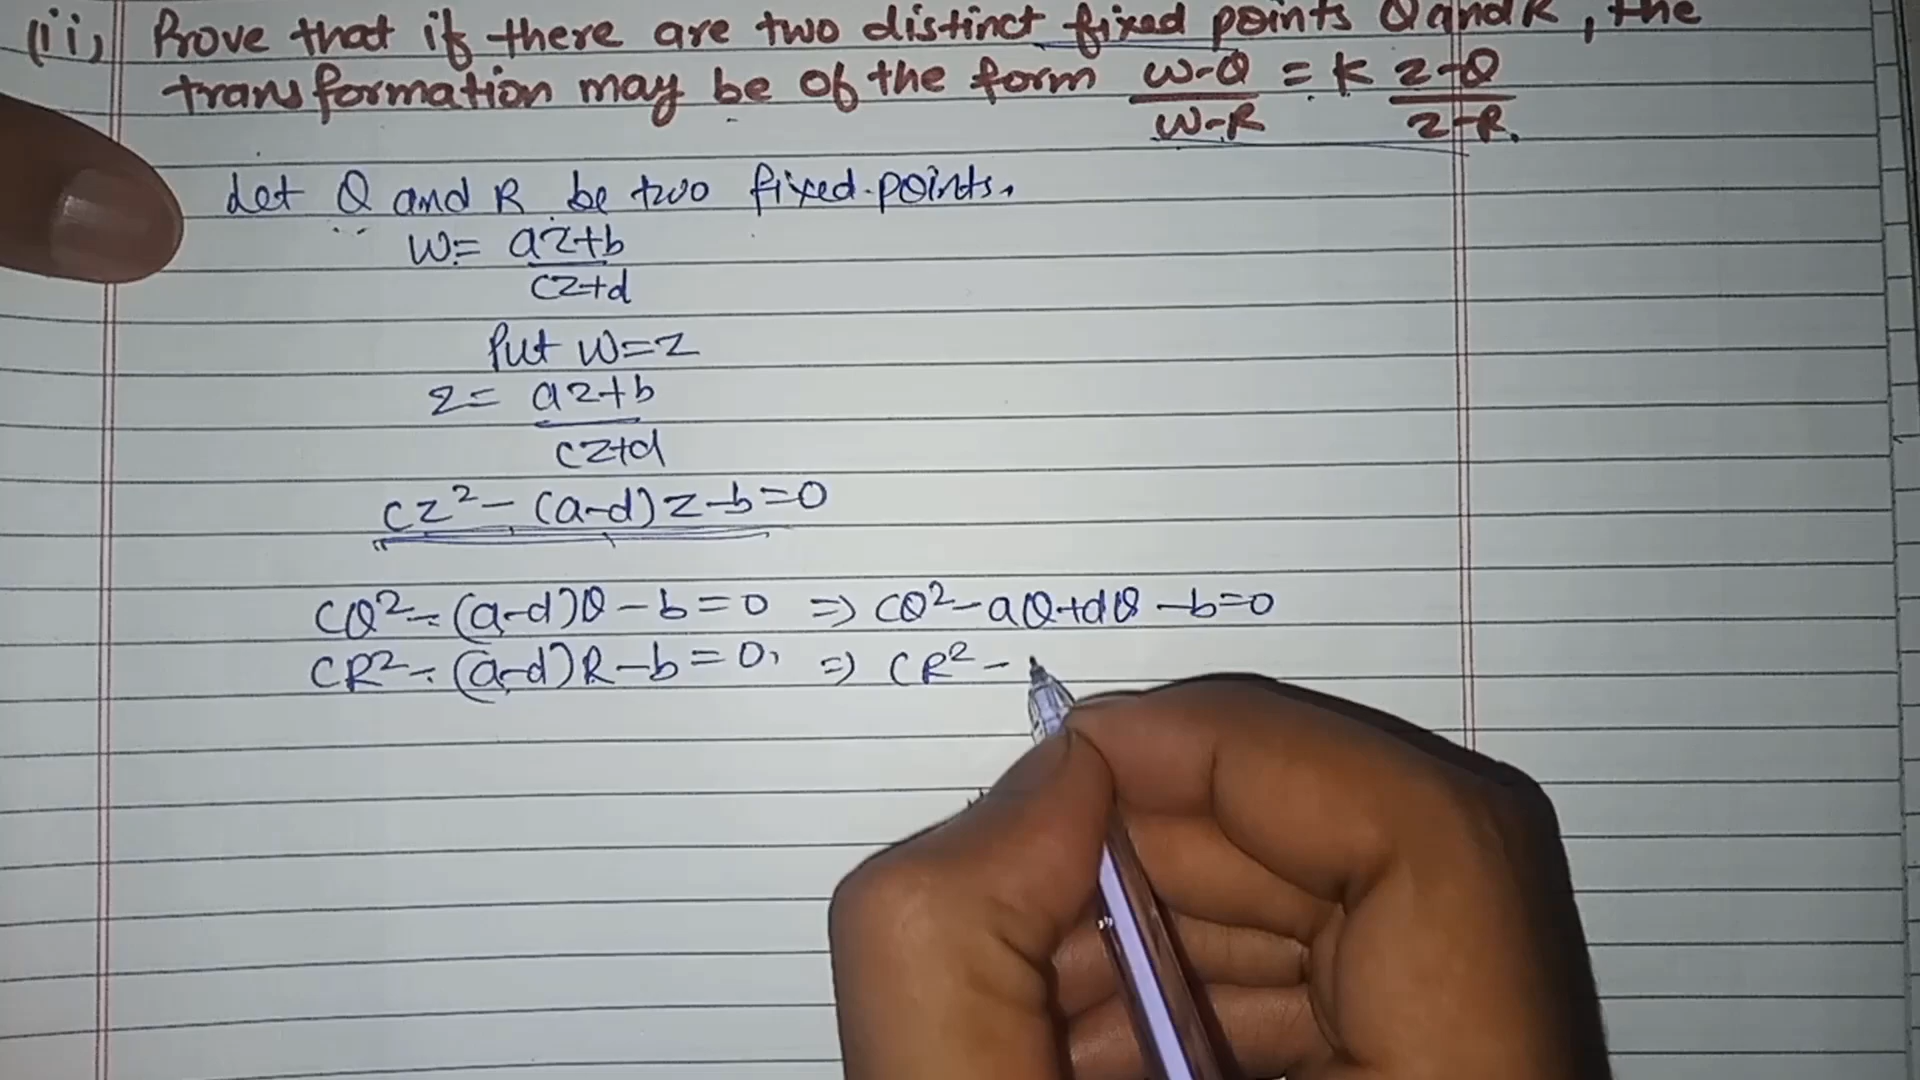 (ii) Prove that if there are two distinct fixed points Q and R, the
transformation may be of the form (w-Q)/(w-R) = k (z-Q)/(z-R).
Let Q and R be two fixed points.
w = (az+b)/(cz+d)
Put w=z
z = (az+b)/(cz+d)
cz² - (a-d)z - b = 0
cQ² - (a-d)Q - b = 0 ⇒ cQ² - aQ + dQ - b = 0
cR² - (a-d)R - b = 0, ⇒ cR² -